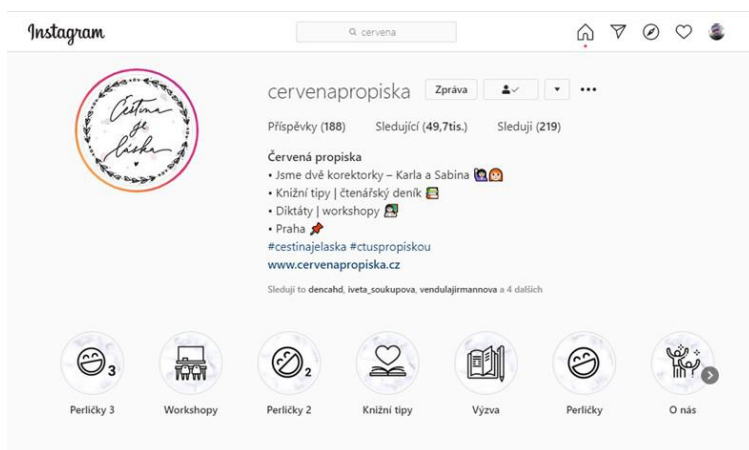 Instagram
cervena
cervenapropiska Zpráva
Příspěvky (188) Sledující (49,7tis.) Sleduji (219)
Červená propiska
• Jsme dvě korektorky – Karla a Sabina
• Knižní tipy | čtenářský deník
• Diktáty | workshopy
• Praha
#cestinajelaska #ctuspropiskou
www.cervenapropiska.cz
Sledují to dencahd, iveta_soukupova, vendulajirmannova a 4 dalších
Čeština
je
láska
3
2
Perličky 3 Workshopy Perličky 2 Knižní tipy Výzva Perličky O nás